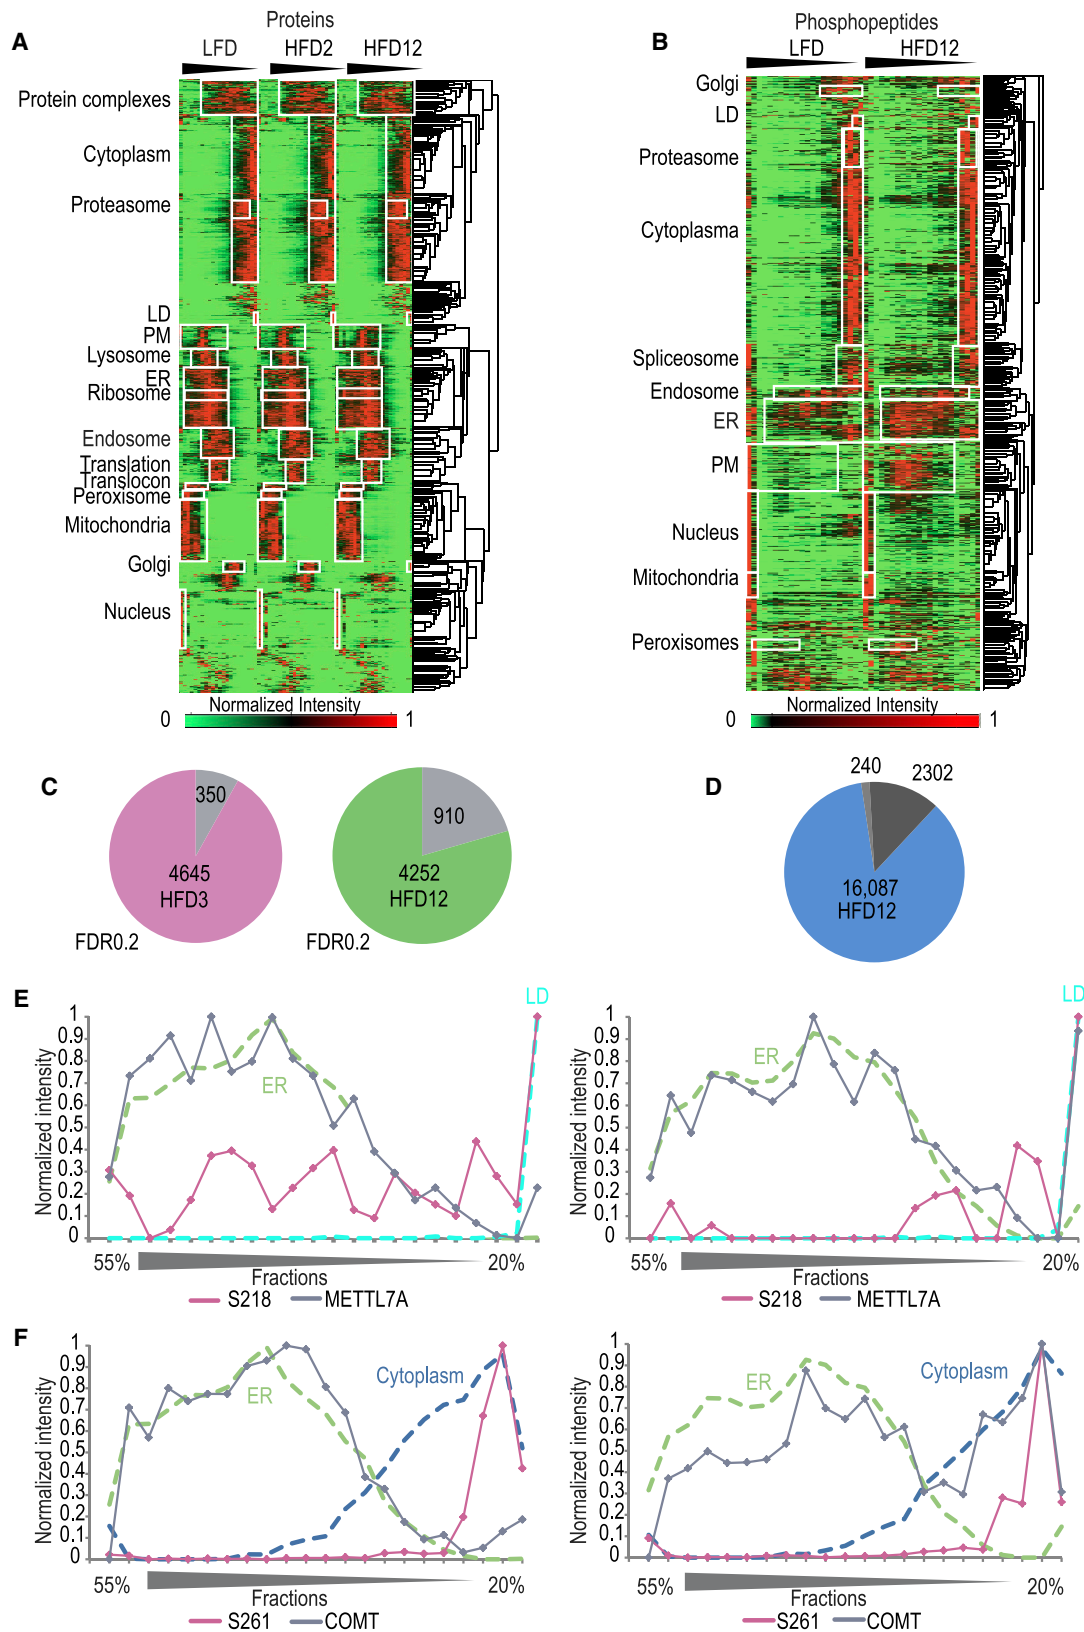 A
Proteins
LFD HFD2 HFD12
Protein complexes
Cytoplasm
Proteasome
LD
PM
Lysosome
ER
Ribosome
Endosome
Translation
Translocon
Peroxisome
Mitochondria
Golgi
Nucleus
Normalized Intensity
0 1
B
Phosphopeptides
LFD HFD12
Golgi
LD
Proteasome
Cytoplasma
Spliceosome
Endosome
ER
PM
Nucleus
Mitochondria
Peroxisomes
Normalized Intensity
0 1
C
350
4645
HFD3
FDR0.2
910
4252
HFD12
FDR0.2
D
240
2302
16,087
HFD12
E
Normalized intensity
1
0.9
0.8
0.7
0.6
0.5
0.4
0.3
0.2
0.1
0
LD
ER
55% 20%
Fractions
S218 METTL7A
Normalized intensity
1
0.9
0.8
0.7
0.6
0.5
0.4
0.3
0.2
0.1
0
LD
ER
55% 20%
Fractions
S218 METTL7A
F
Normalized intensity
1
0.9
0.8
0.7
0.6
0.5
0.4
0.3
0.2
0.1
0
Cytoplasm
ER
55% 20%
Fractions
S261 COMT
Normalized intensity
1
0.9
0.8
0.7
0.6
0.5
0.4
0.3
0.2
0.1
0
Cytoplasm
ER
55% 20%
Fractions
S261 COMT